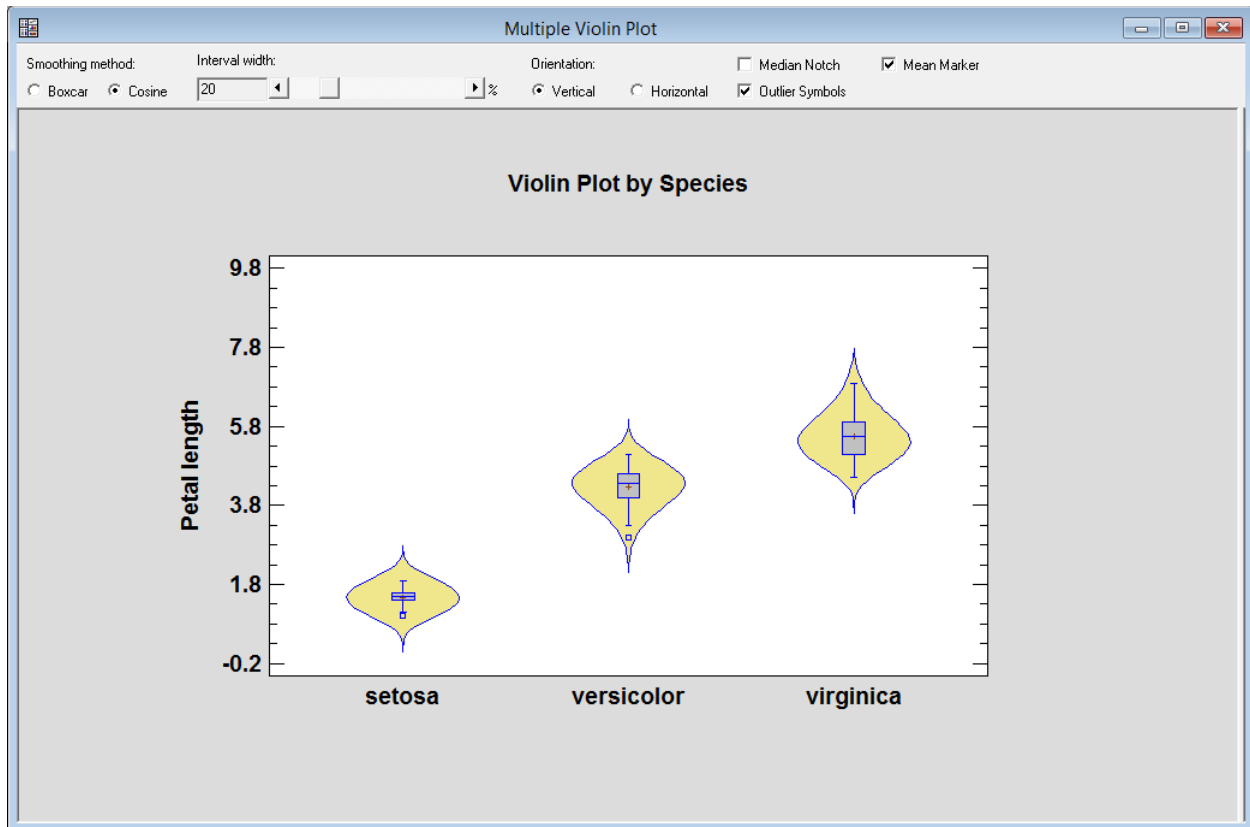 Multiple Violin Plot
Smoothing method:
Boxcar
Cosine
Interval width:
20
%
Orientation:
Vertical
Horizontal
Median Notch
Mean Marker
Outlier Symbols
Violin Plot by Species
Petal length
9.8
7.8
5.8
3.8
1.8
-0.2
setosa
versicolor
virginica